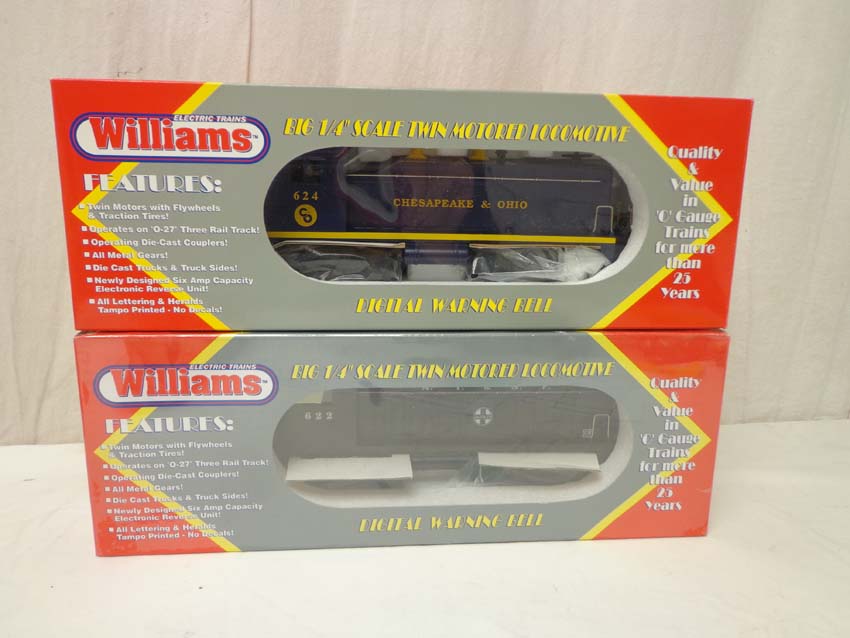 ELECTRIC TRAINS
Williams™
BIG 1/4" SCALE TWIN MOTORED LOCOMOTIVE
FEATURES:
▪Twin Motors with Flywheels
& Traction Tires!
▪Operates on 'O-27' Three Rail Track!
▪Operating Die-Cast Couplers!
▪All Metal Gears!
▪Die Cast Trucks & Truck Sides!
▪Newly Designed Six Amp Capacity
Electronic Reverse Unit!
▪All Lettering & Heralds
Tampo Printed - No Decals!
624
CHESAPEAKE & OHIO
DIGITAL WARNING BELL
Quality
&
Value
in
'O' Gauge
Trains
for more
than
25
Years
ELECTRIC TRAINS
Williams™
BIG 1/4" SCALE TWIN MOTORED LOCOMOTIVE
FEATURES:
▪Twin Motors with Flywheels
& Traction Tires!
▪Operates on 'O-27' Three Rail Track!
▪Operating Die-Cast Couplers!
▪All Metal Gears!
▪Die Cast Trucks & Truck Sides!
▪Newly Designed Six Amp Capacity
Electronic Reverse Unit!
▪All Lettering & Heralds
Tampo Printed - No Decals!
622
DIGITAL WARNING BELL
Quality
&
Value
in
'O' Gauge
Trains
for more
than
25
Years